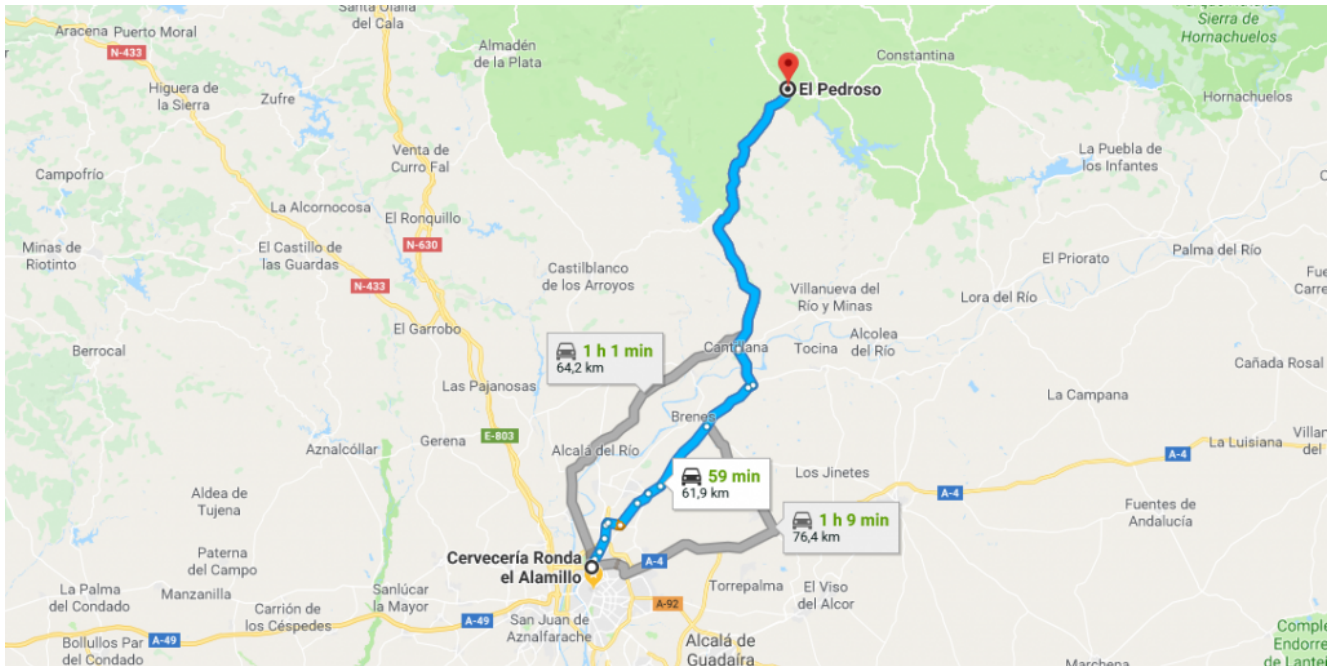 Santa Olalla
del Cala
Sierra de
Hornachuelos
Aracena
Puerto Moral
N-433
Almadén
de la Plata
Constantina
El Pedroso
Higuera de
la Sierra
Zufre
Hornachuelos
Venta de
Curro Fal
La Puebla de
los Infantes
Campofrío
La Alcornocosa
El Ronquillo
N-630
Minas de
Riotinto
El Castillo de
las Guardas
Castilblanco
de los Arroyos
N-433
Villanueva del
Río y Minas
El Priorato
Palma del Río
Lora del Río
El Garrobo
Berrocal
1 h 1 min
64,2 km
Cantillana
Tocina
Alcolea
del Río
Cañada Rosal
Las Pajanosas
La Campana
Brenes
E-803
Gerena
Aznalcóllar
Alcalá del Río
La Luisiana
A-4
59 min
61,9 km
Los Jinetes
A-4
Aldea de
Tujena
1 h 9 min
76,4 km
Fuentes de
Andalucía
Paterna
del Campo
Cervecería Ronda
el Alamillo
A-4
La Palma
del Condado
Manzanilla
Sanlúcar
la Mayor
Torrepalma
El Viso
del Alcor
Carrión de
los Céspedes
A-49
San Juan de
Aznalfarache
A-92
Bollullos Par
del Condado
A-49
Alcalá de
Guadaíra
Marchena